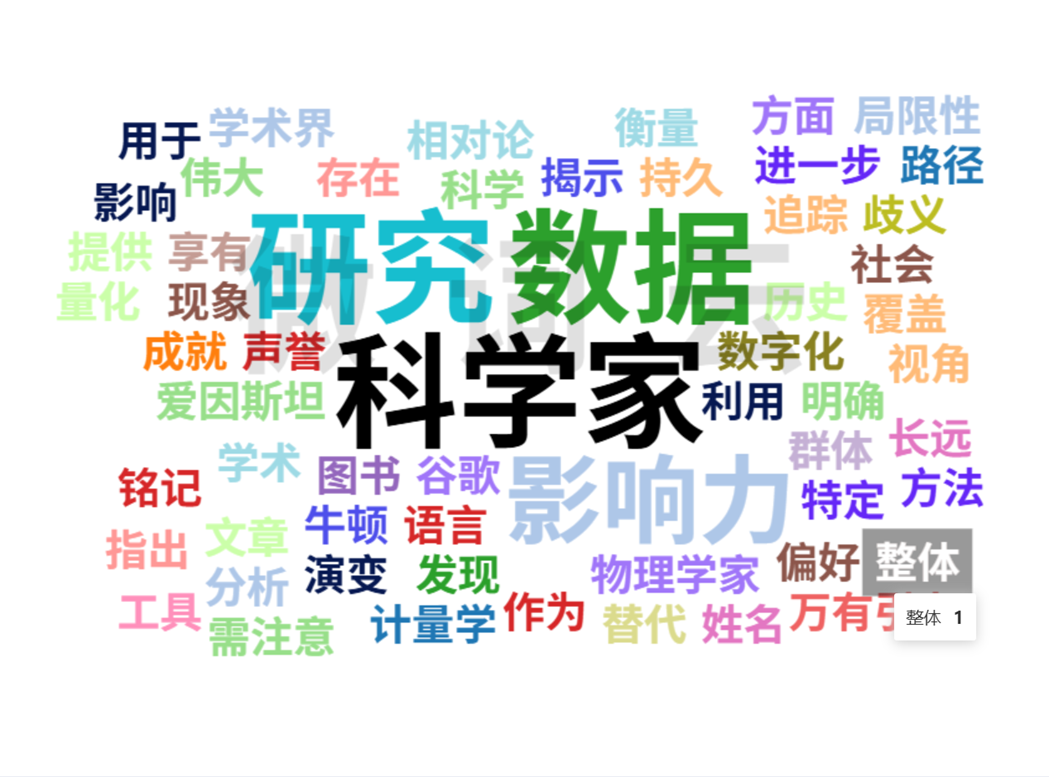 用于 学术界 相对论 衡量 方面 局限性
伟大 存在 科学 揭示 持久 进一步 路径
影响 研究 数据 追踪 歧义
提供 享有 社会
量化 现象 历史 覆盖
微词云
成就 声誉 科学家 数字化 视角
爱因斯坦 利用 明确
学术 图书 谷歌 影响力 群体 长远
铭记 特定 方法
指出 文章 牛顿 语言
分析 演变 发现 物理学家 偏好 整体
工具 需注意 计量学 作为 替代 姓名 万有
整体 1